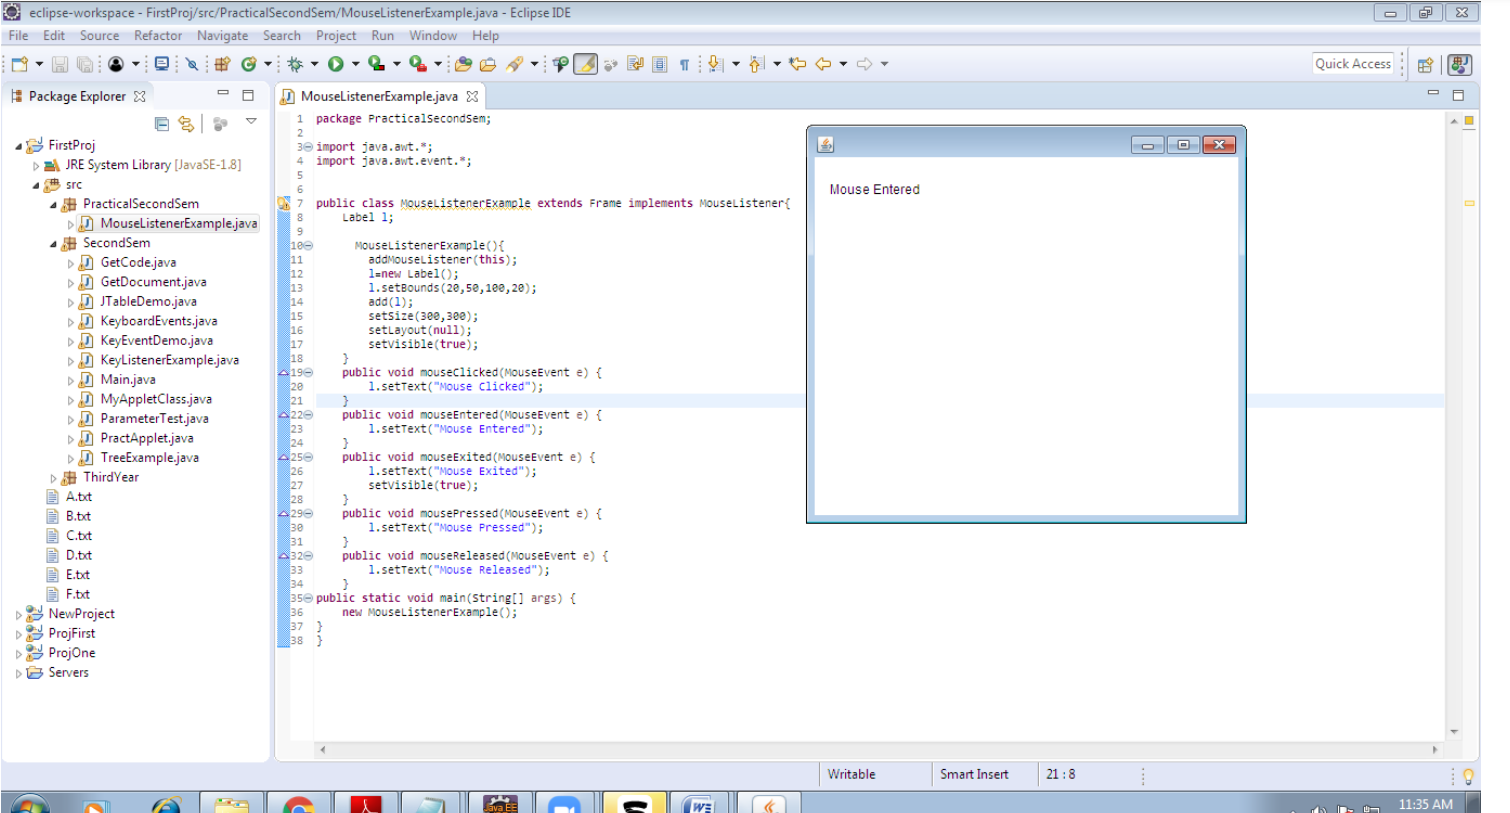 eclipse-workspace - FirstProj/src/PracticalSecondSem/MouseListenerExample.java - Eclipse IDE
File Edit Source Refactor Navigate Search Project Run Window Help
Quick Access
Package Explorer
FirstProj
JRE System Library [JavaSE-1.8]
src
PracticalSecondSem
MouseListenerExample.java
SecondSem
GetCode.java
GetDocument.java
JTableDemo.java
KeyboardEvents.java
KeyEventDemo.java
KeyListenerExample.java
Main.java
MyAppletClass.java
ParameterTest.java
PractApplet.java
TreeExample.java
ThirdYear
A.txt
B.txt
C.txt
D.txt
E.txt
F.txt
NewProject
ProjFirst
ProjOne
Servers
MouseListenerExample.java
1 package PracticalSecondSem;
2
3 import java.awt.*;
4 import java.awt.event.*;
5
6
7 public class MouseListenerExample extends Frame implements MouseListener{
8 Label l;
9
10 MouseListenerExample(){
11 addMouseListener(this);
12 l=new Label();
13 l.setBounds(20,50,100,20);
14 add(l);
15 setSize(300,300);
16 setLayout(null);
17 setVisible(true);
18 }
19 public void mouseClicked(MouseEvent e) {
20 l.setText("Mouse Clicked");
21 }
22 public void mouseEntered(MouseEvent e) {
23 l.setText("Mouse Entered");
24 }
25 public void mouseExited(MouseEvent e) {
26 l.setText("Mouse Exited");
27 setVisible(true);
28 }
29 public void mousePressed(MouseEvent e) {
30 l.setText("Mouse Pressed");
31 }
32 public void mouseReleased(MouseEvent e) {
33 l.setText("Mouse Released");
34 }
35 public static void main(String[] args) {
36 new MouseListenerExample();
37 }
38 }
Mouse Entered
Writable Smart Insert 21 : 8
Java EE
11:35 AM